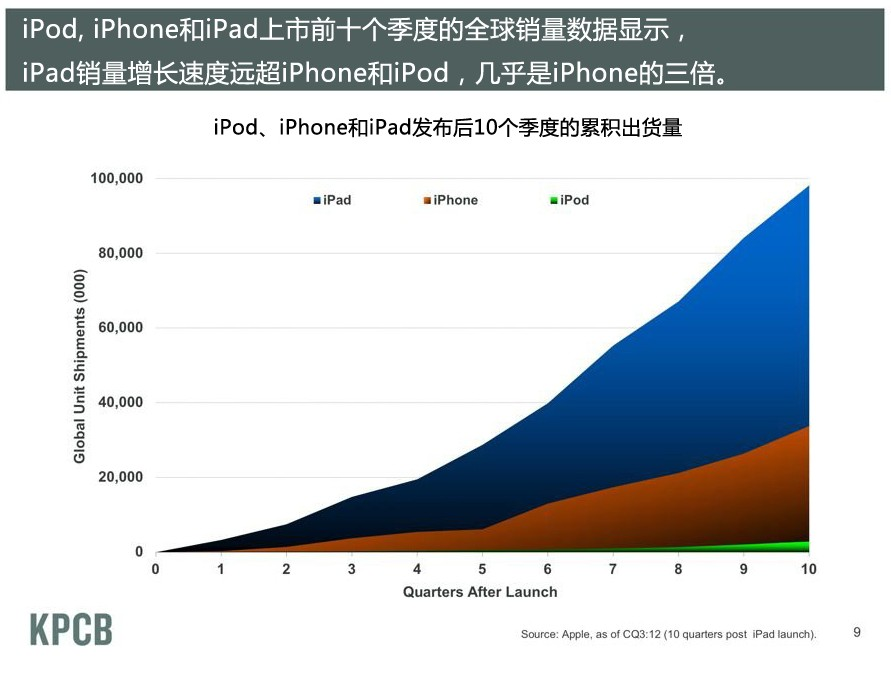 iPod, iPhone和iPad上市前十个季度的全球销量数据显示，
iPad销量增长速度远超iPhone和iPod，几乎是iPhone的三倍。
iPod、iPhone和iPad发布后10个季度的累积出货量
100,000
iPad
iPhone
iPod
80,000
60,000
40,000
20,000
0
Global Unit Shipments (000)
0 1 2 3 4 5 6 7 8 9 10
Quarters After Launch
KPCB
Source: Apple, as of CQ3:12 (10 quarters post iPad launch).
9